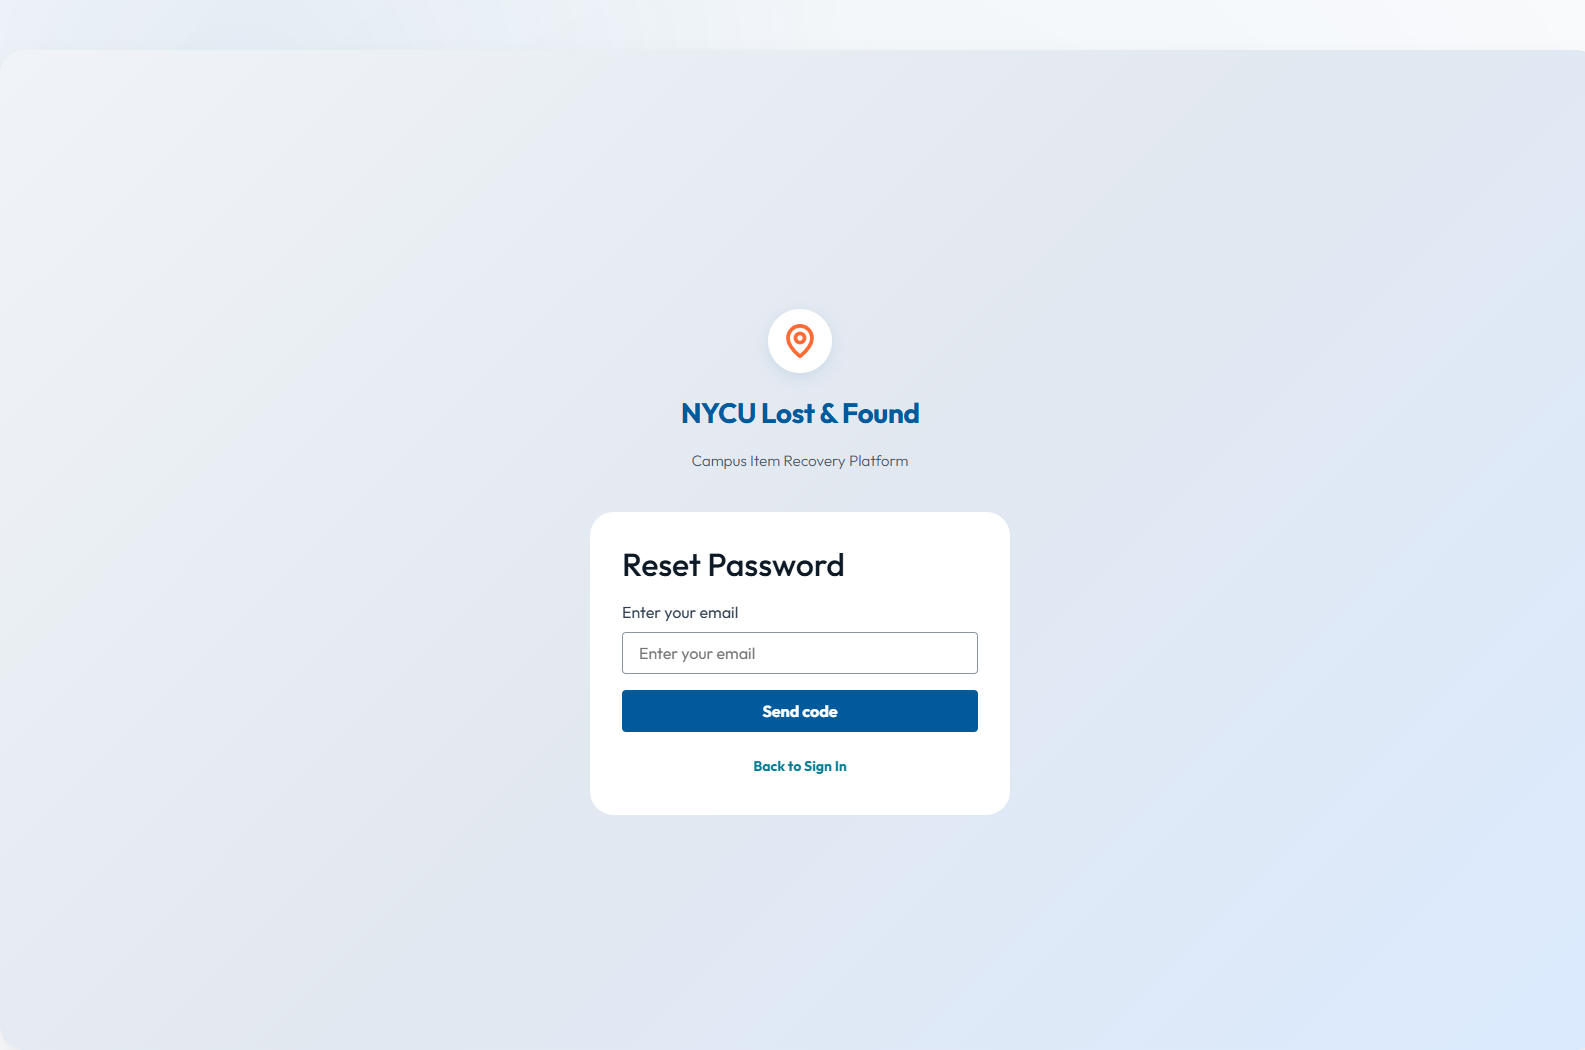 NYCU Lost & Found
Campus Item Recovery Platform
Reset Password
Enter your email
Enter your email
Send code
Back to Sign In